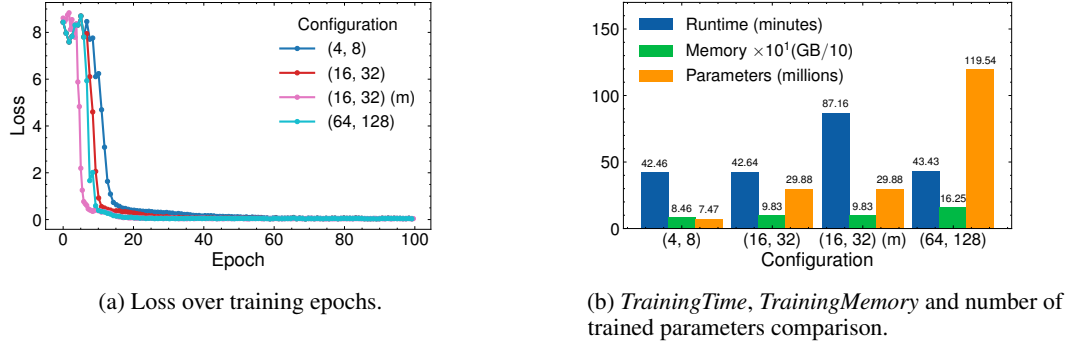 Loss
8
6
4
2
0
0 20 40 60 80 100
Epoch
Configuration
(4, 8)
(16, 32)
(16, 32) (m)
(64, 128)
(a) Loss over training epochs.
150
100
50
0
Runtime (minutes)
Memory ×10¹(GB/10)
Parameters (millions)
42.46 8.46 7.47
42.64 9.83 29.88
87.16 9.83 29.88
43.43 16.25 119.54
(4, 8) (16, 32) (16, 32) (m) (64, 128)
Configuration
(b) TrainingTime, TrainingMemory and number of
trained parameters comparison.